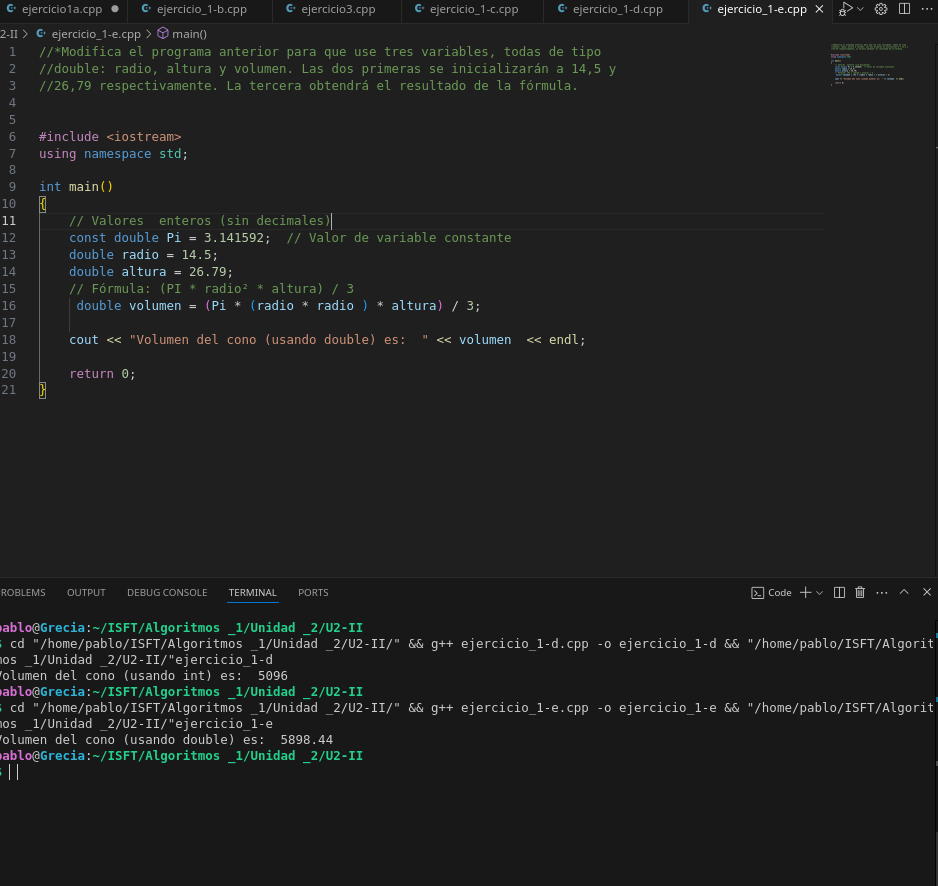 ejercicio1a.cpp ejercicio_1-b.cpp ejercicio3.cpp ejercicio_1-c.cpp ejercicio_1-d.cpp ejercicio_1-e.cpp
2-II > ejercicio_1-e.cpp > main()
1 //*Modifica el programa anterior para que use tres variables, todas de tipo
2 //double: radio, altura y volumen. Las dos primeras se inicializarán a 14,5 y
3 //26,79 respectivamente. La tercera obtendrá el resultado de la fórmula.
4
5
6 #include <iostream>
7 using namespace std;
8
9 int main()
10 {
11 // Valores  enteros (sin decimales)
12 const double Pi = 3.141592;  // Valor de variable constante
13 double radio = 14.5;
14 double altura = 26.79;
15 // Fórmula: (PI * radio² * altura) / 3
16 double volumen = (Pi * (radio * radio ) * altura) / 3;
17
18 cout << "Volumen del cono (usando double) es:  " << volumen  << endl;
19
20 return 0;
21 }
ROBLEMS OUTPUT DEBUG CONSOLE TERMINAL PORTS Code
pablo@Grecia:~/ISFT/Algoritmos _1/Unidad _2/U2-II
$ cd "/home/pablo/ISFT/Algoritmos _1/Unidad _2/U2-II/" && g++ ejercicio_1-d.cpp -o ejercicio_1-d && "/home/pablo/ISFT/Algorit
mos _1/Unidad _2/U2-II/"ejercicio_1-d
Volumen del cono (usando int) es:  5096
pablo@Grecia:~/ISFT/Algoritmos _1/Unidad _2/U2-II
$ cd "/home/pablo/ISFT/Algoritmos _1/Unidad _2/U2-II/" && g++ ejercicio_1-e.cpp -o ejercicio_1-e && "/home/pablo/ISFT/Algorit
mos _1/Unidad _2/U2-II/"ejercicio_1-e
Volumen del cono (usando double) es:  5898.44
pablo@Grecia:~/ISFT/Algoritmos _1/Unidad _2/U2-II
$